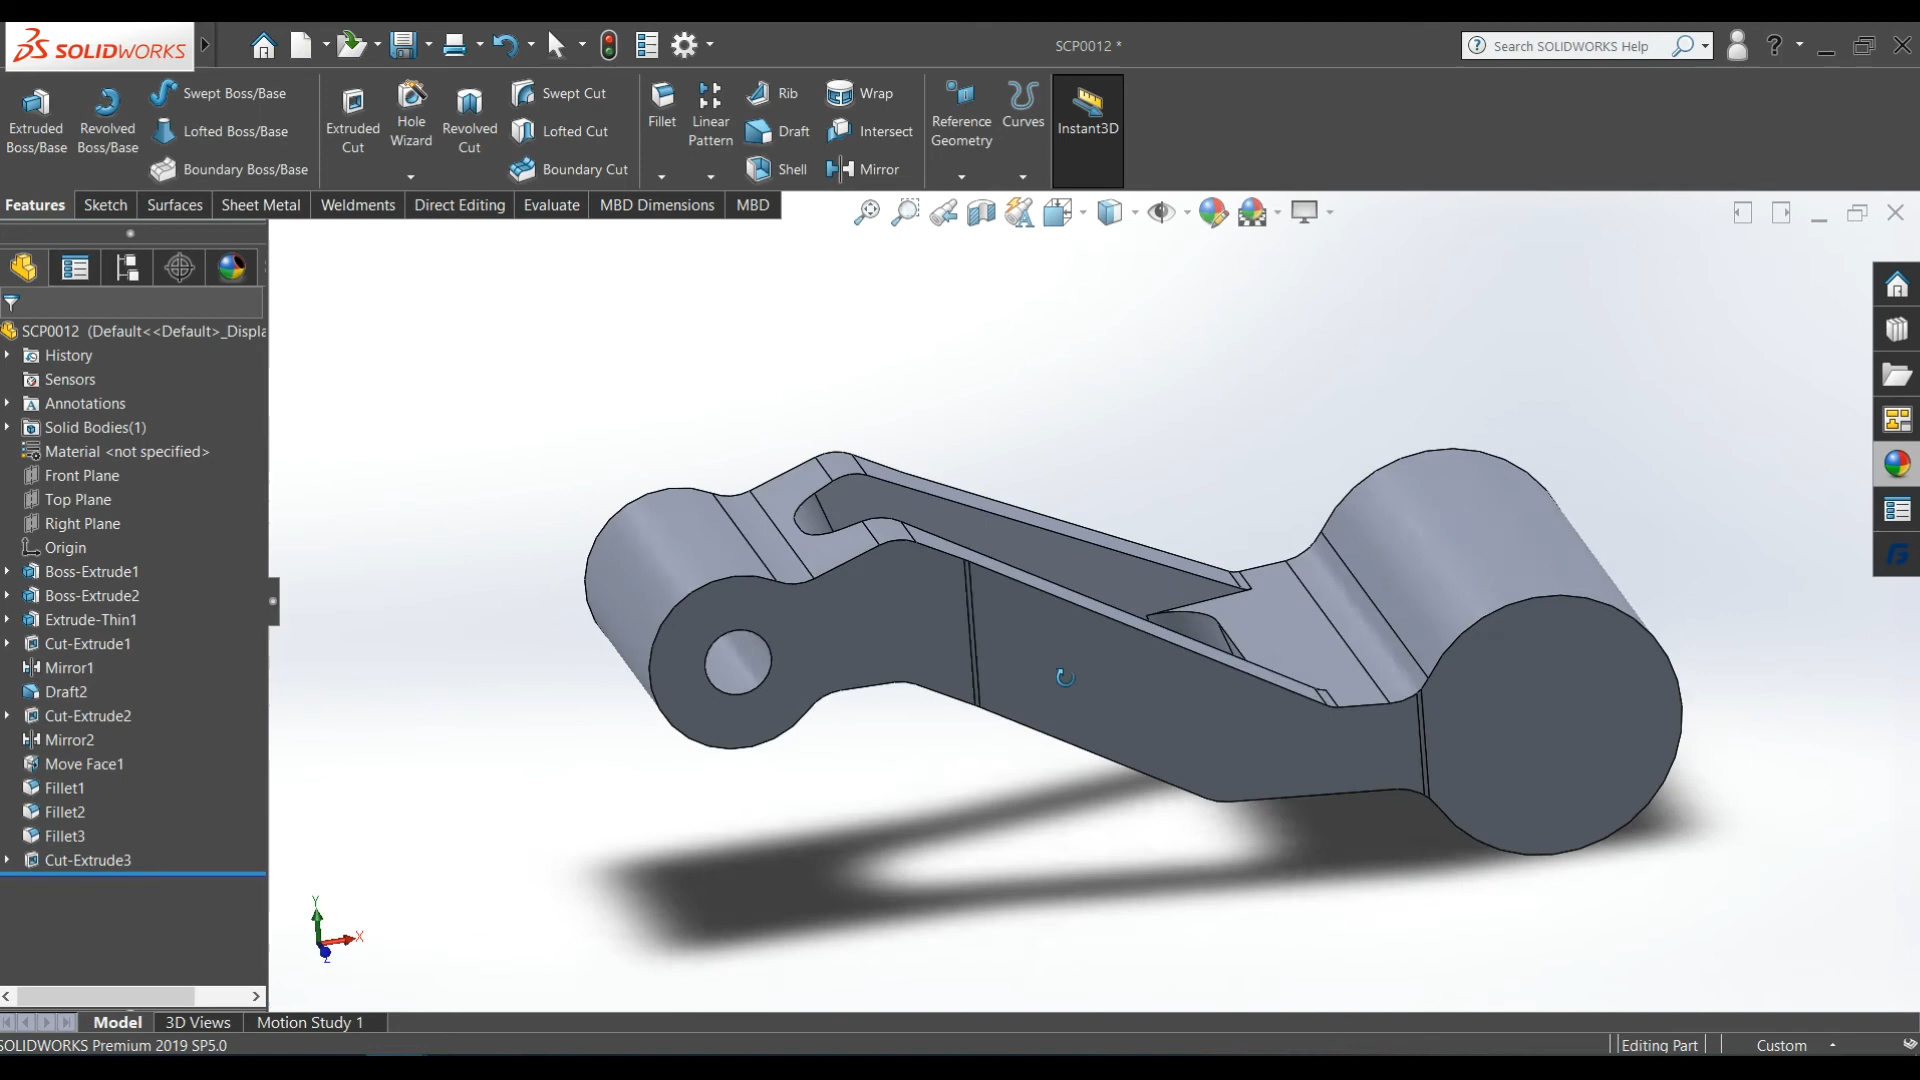 SOLIDWORKS
SCP0012 *
Search SOLIDWORKS Help
Extruded Boss/Base
Revolved Boss/Base
Swept Boss/Base
Lofted Boss/Base
Boundary Boss/Base
Extruded Cut
Hole Wizard
Revolved Cut
Swept Cut
Lofted Cut
Boundary Cut
Fillet
Linear Pattern
Rib
Draft
Shell
Wrap
Intersect
Mirror
Reference Geometry
Curves
Instant3D
Features Sketch Surfaces Sheet Metal Weldments Direct Editing Evaluate MBD Dimensions MBD
SCP0012 (Default<<Default>_Displa
History
Sensors
Annotations
Solid Bodies(1)
Material <not specified>
Front Plane
Top Plane
Right Plane
Origin
Boss-Extrude1
Boss-Extrude2
Extrude-Thin1
Cut-Extrude1
Mirror1
Draft2
Cut-Extrude2
Mirror2
Move Face1
Fillet1
Fillet2
Fillet3
Cut-Extrude3
Y
X
Z
Model 3D Views Motion Study 1
SOLIDWORKS Premium 2019 SP5.0
Editing Part
Custom